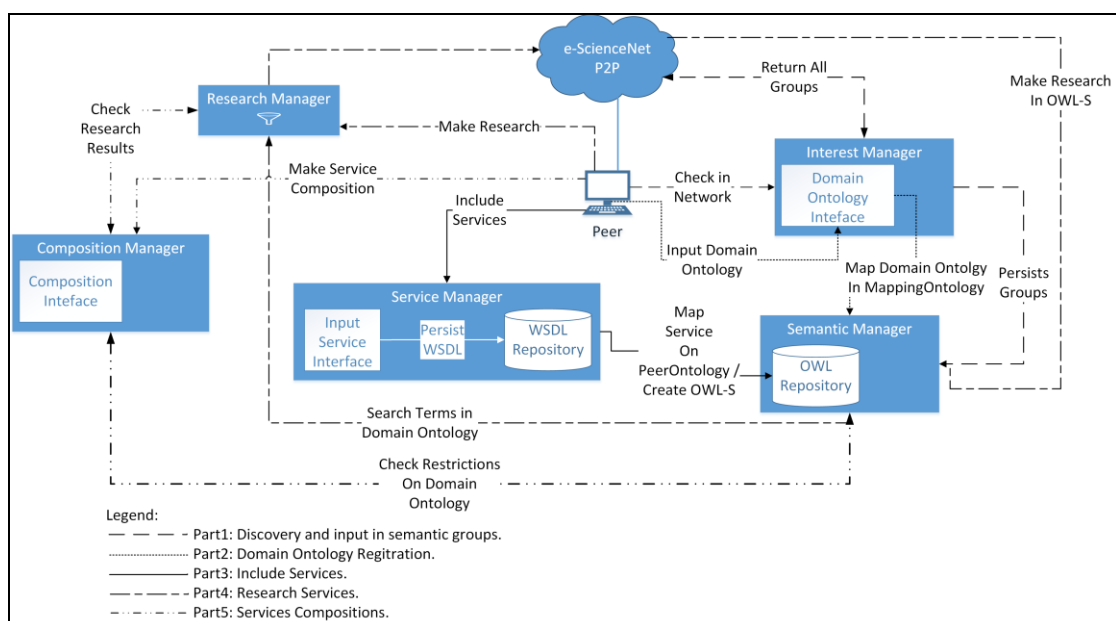 e-ScienceNet
P2P
Return All
Groups
Make Research
In OWL-S
Research Manager
Check
Research
Results
Make Research
Interest Manager
Domain
Ontology
Inteface
Make Service
Composition
Check in
Network
Include
Services
Peer
Input Domain
Ontology
Composition Manager
Composition
Inteface
Map Domain Ontolgy
In MappingOntology
Persists
Groups
Service Manager
Input
Service
Interface
Persist
WSDL
WSDL
Repository
Map
Service
On
PeerOntology /
Create OWL-S
Semantic Manager
OWL
Repository
Search Terms in
Domain Ontology
Check Restrictions
On Domain
Ontology
Legend:
Part1: Discovery and input in semantic groups.
Part2: Domain Ontology Regitration.
Part3: Include Services.
Part4: Research Services.
Part5: Services Compositions.